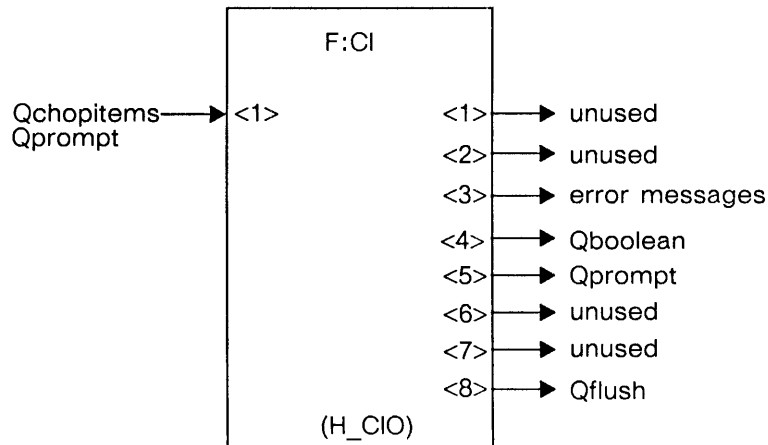 F:CI
Qchopitems <1> <1> unused
Qprompt
<2> unused
<3> error messages
<4> Qboolean
<5> Qprompt
<6> unused
<7> unused
<8> Qflush
(H_CIO)